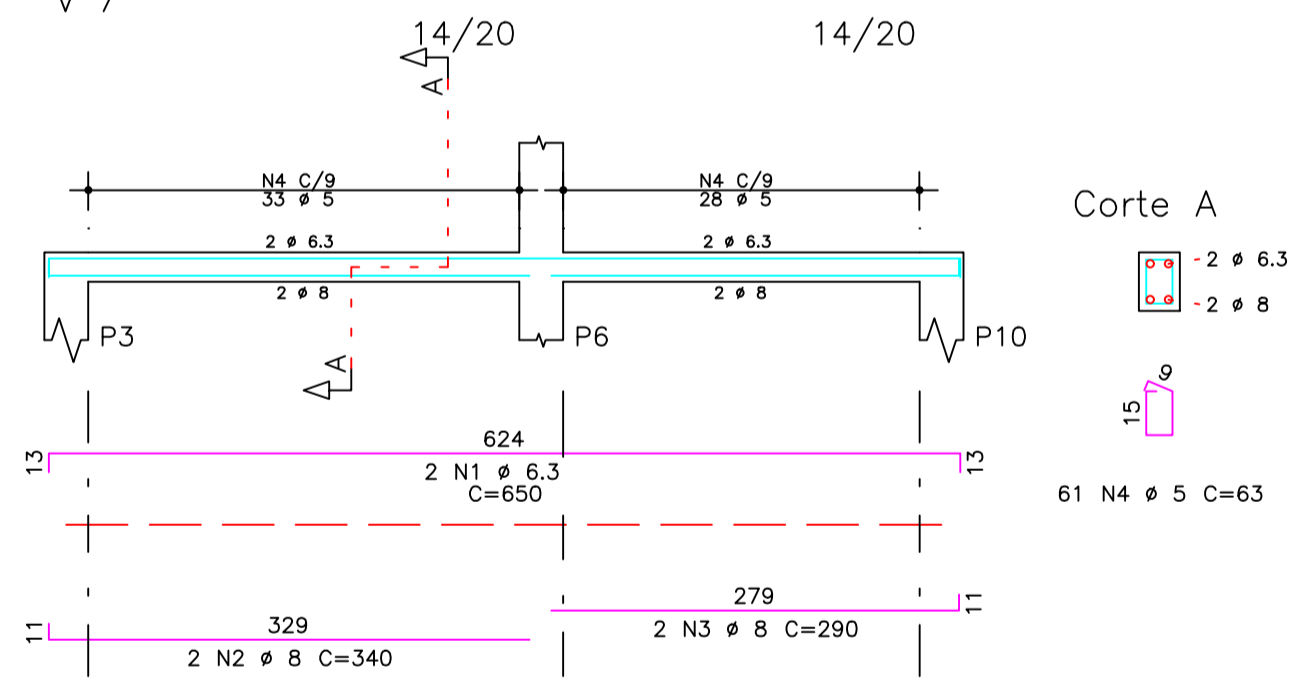 14/20
14/20
A
N4 C/9
33 ø 5
N4 C/9
28 ø 5
Corte A
2 ø 6.3
2 ø 6.3
2 ø 6.3
2 ø 8
2 ø 8
2 ø 8
P3
P6
P10
A
9
15
624
13
13
2 N1 ø 6.3
C=650
61 N4 ø 5 C=63
279
11
2 N3 ø 8 C=290
329
11
2 N2 ø 8 C=340